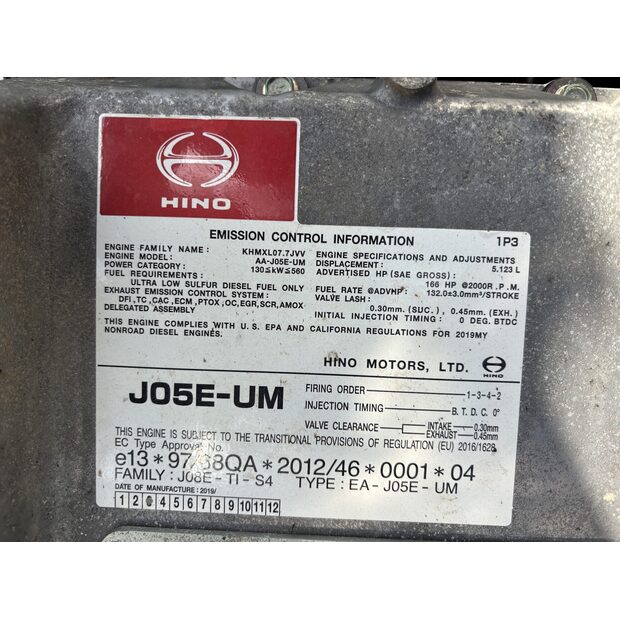 HINO
EMISSION CONTROL INFORMATION 1P3
ENGINE FAMILY NAME : KHMXL07.7JVV
ENGINE MODEL: AA-J05E-UM
POWER CATEGORY: 130≤kW≤560
FUEL REQUIREMENTS :
ULTRA LOW SULFUR DIESEL FUEL ONLY
EXHAUST EMISSION CONTROL SYSTEM :
DFI ,TC ,CAC ,ECM ,PTOX ,OC,EGR,SCR,AMOX
DELEGATED ASSEMBLY
ENGINE SPECIFICATIONS AND ADJUSTMENTS
DISPLACEMENT: 5.123 L
ADVERTISED HP (SAE GROSS) :
166 HP @2000R.P.M.
FUEL RATE @ADVHP : 132.0±3.0mm³/STROKE
VALVE LASH :
0.30mm (SUC.) , 0.45mm (EXH.)
INITIAL INJECTION TIMING : 0 DEG. BTDC
THIS ENGINE COMPLIES WITH U.S. EPA AND CALIFORNIA REGULATIONS FOR 2019MY
NONROAD DIESEL ENGINES.
HINO MOTORS, LTD. HINO
J05E-UM
FIRING ORDER 1-3-4-2
INJECTION TIMING B.T.D.C. 0°
VALVE CLEARANCE INTAKE 0.30mm
EXHAUST 0.45mm
THIS ENGINE IS SUBJECT TO THE TRANSITIONAL PROVISIONS OF REGULATION (EU) 2016/1628
EC Type Approval No.
e13*97/68QA*2012/46*0001*04
FAMILY : J08E-TI-S4 TYPE : EA-J05E-UM
DATE OF MANUFACTURE : 2019/
1 2 4 5 6 7 8 9 10 11 12